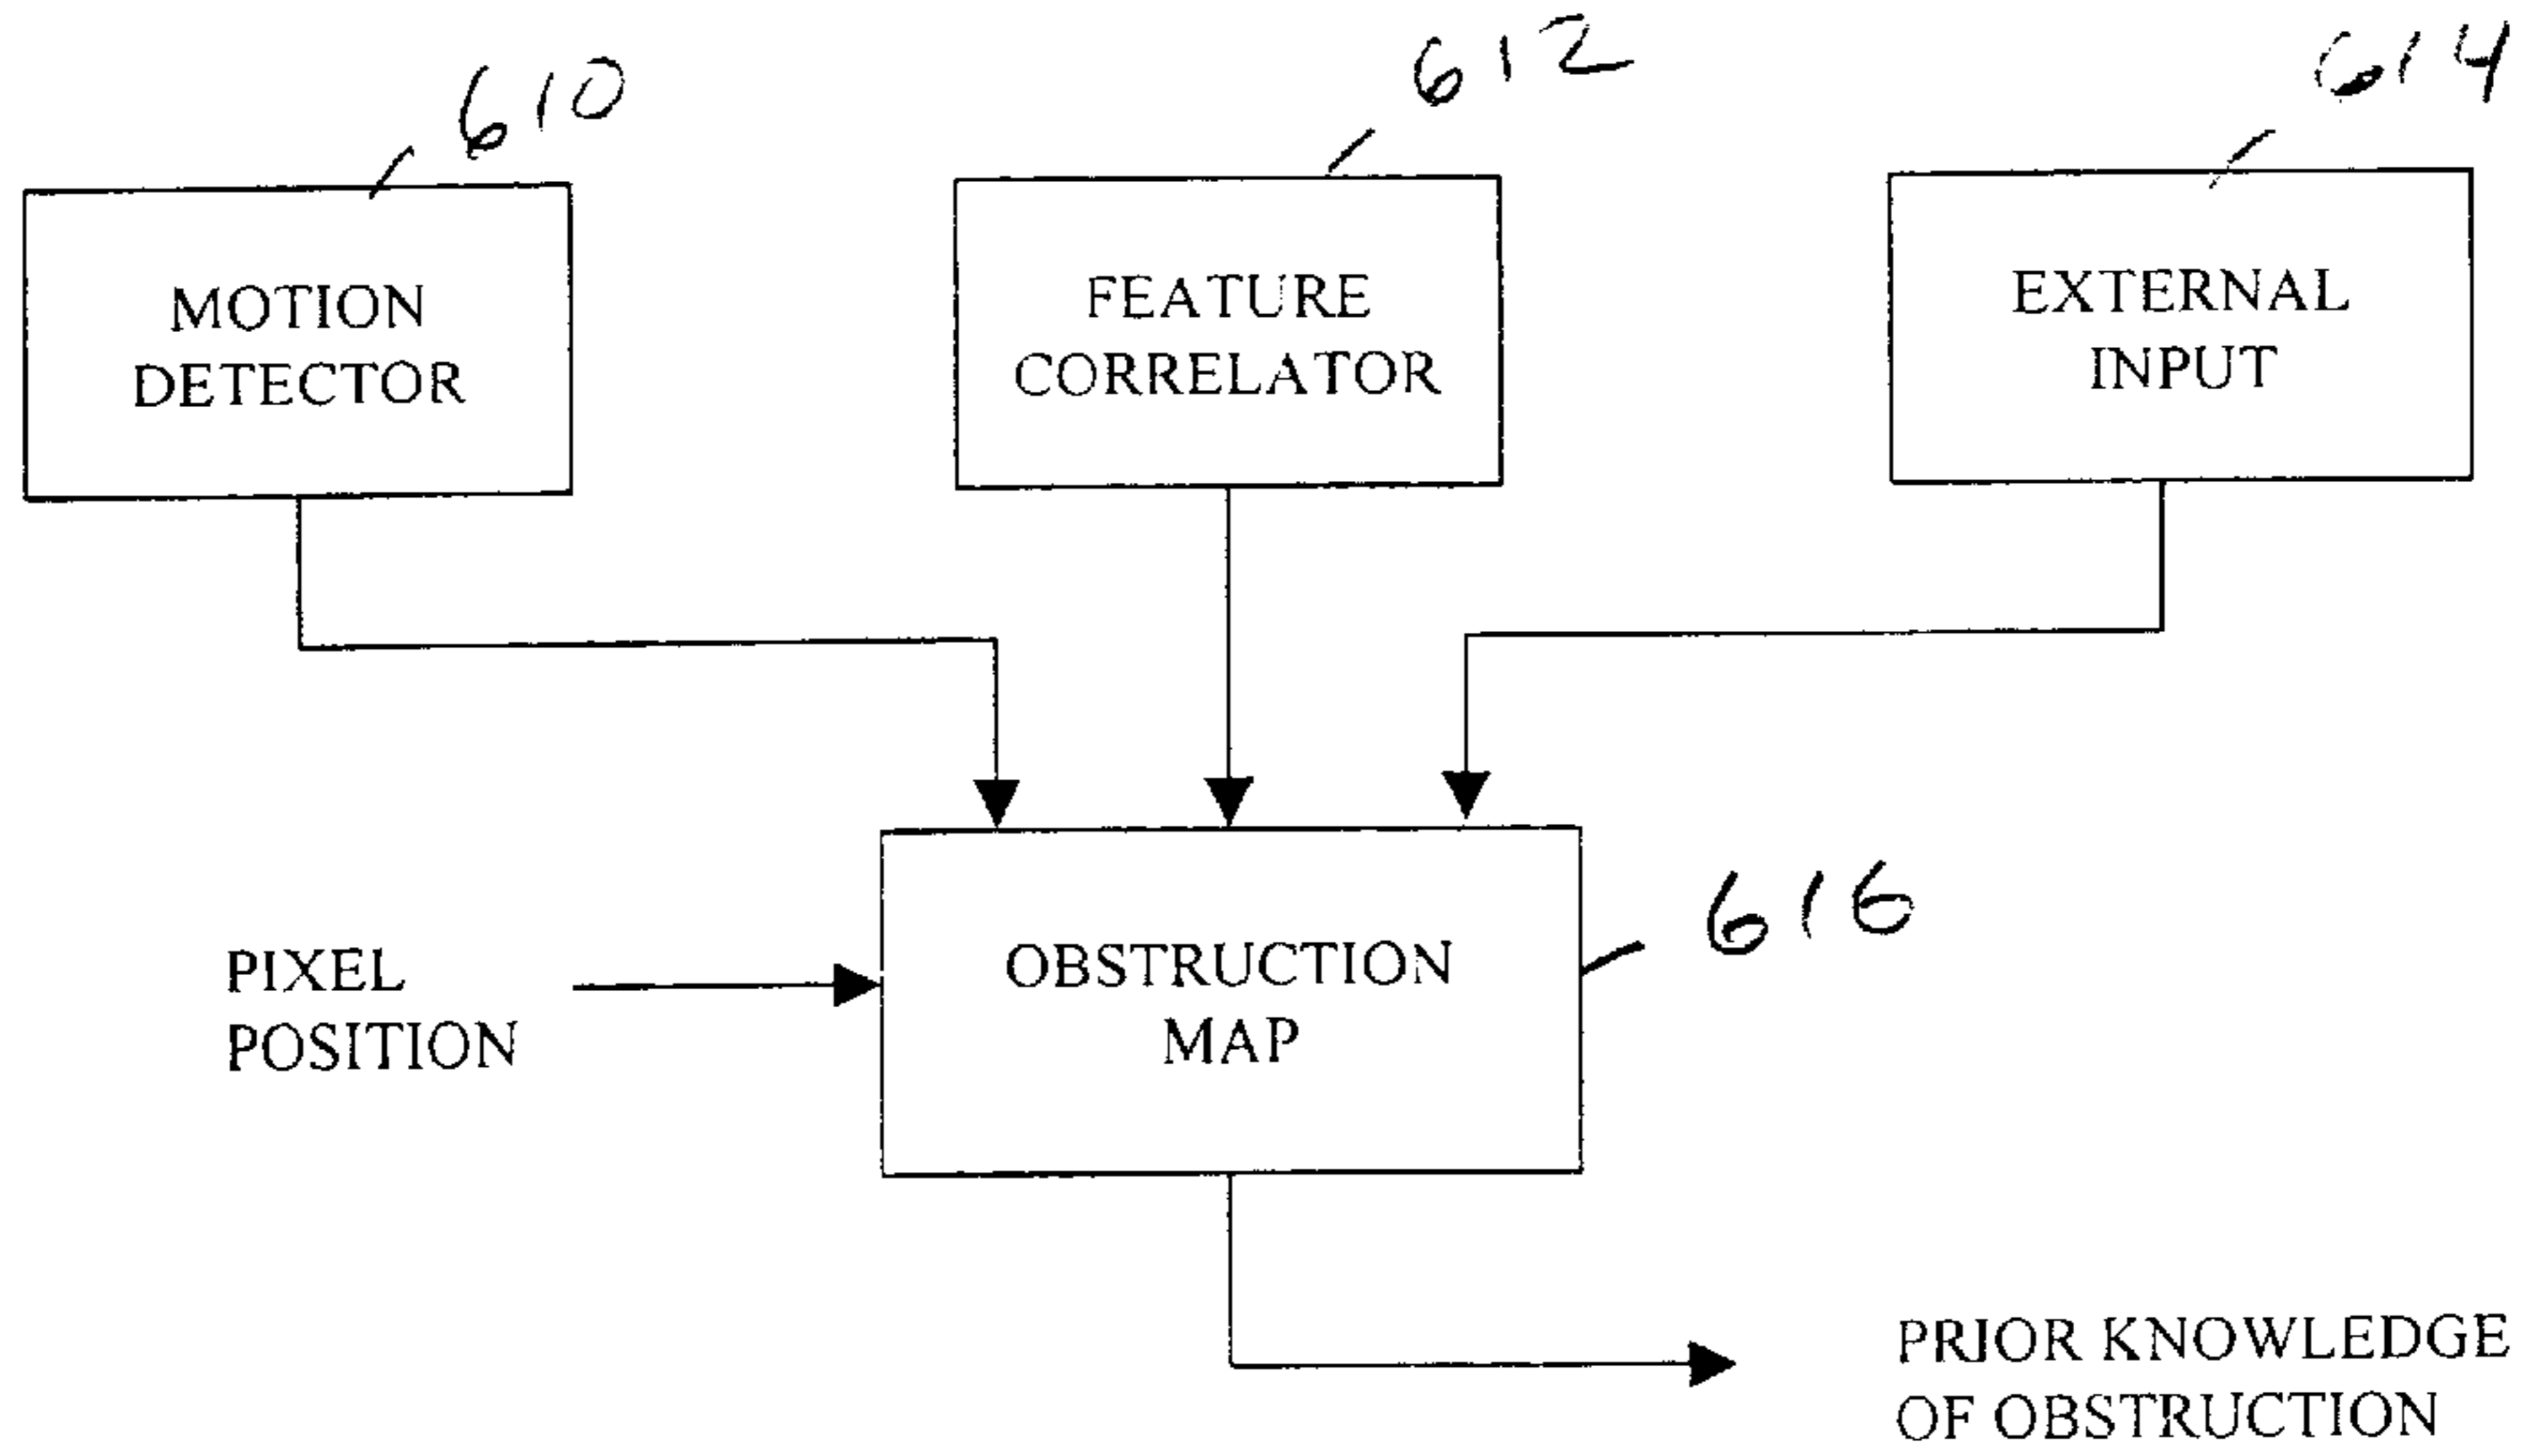 610
612
614
MOTION
DETECTOR
FEATURE
CORRELATOR
EXTERNAL
INPUT
616
PIXEL
POSITION
OBSTRUCTION
MAP
PRIOR KNOWLEDGE
OF OBSTRUCTION